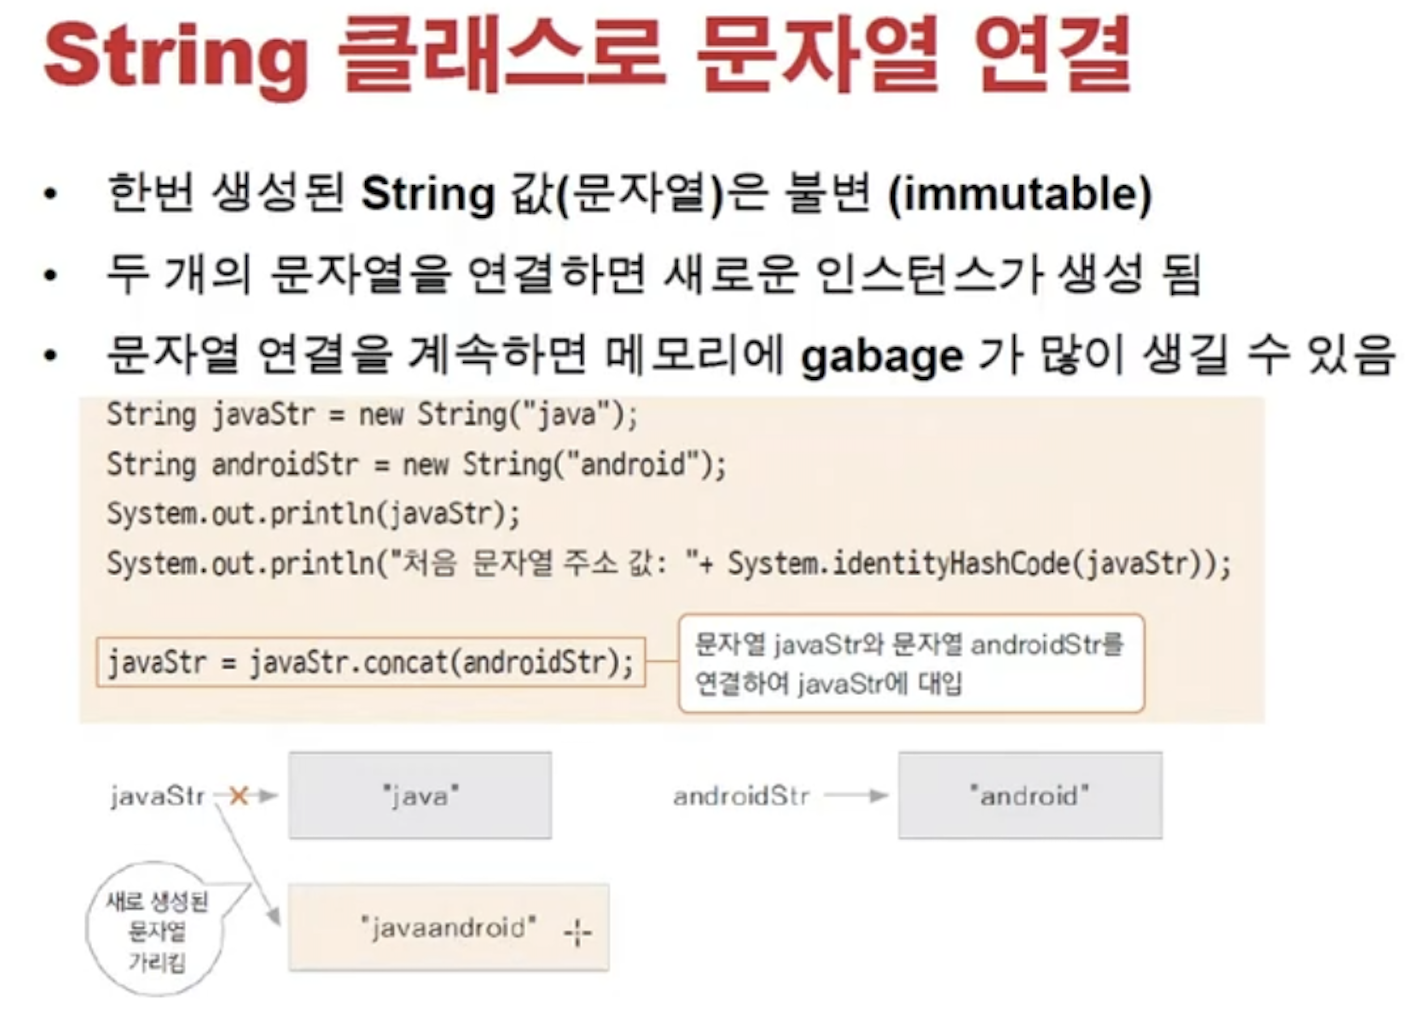 String 클래스로 문자열 연결
• 한번 생성된 String 값(문자열)은 불변 (immutable)
• 두 개의 문자열을 연결하면 새로운 인스턴스가 생성 됨
• 문자열 연결을 계속하면 메모리에 gabage 가 많이 생길 수 있음
String javaStr = new String("java");
String androidStr = new String("android");
System.out.println(javaStr);
System.out.println("처음 문자열 주소 값: "+ System.identityHashCode(javaStr));
javaStr = javaStr.concat(androidStr);
문자열 javaStr와 문자열 androidStr를
연결하여 javaStr에 대입
javaStr
"java"
androidStr
"android"
새로 생성된
문자열
가리킴
"javaandroid"